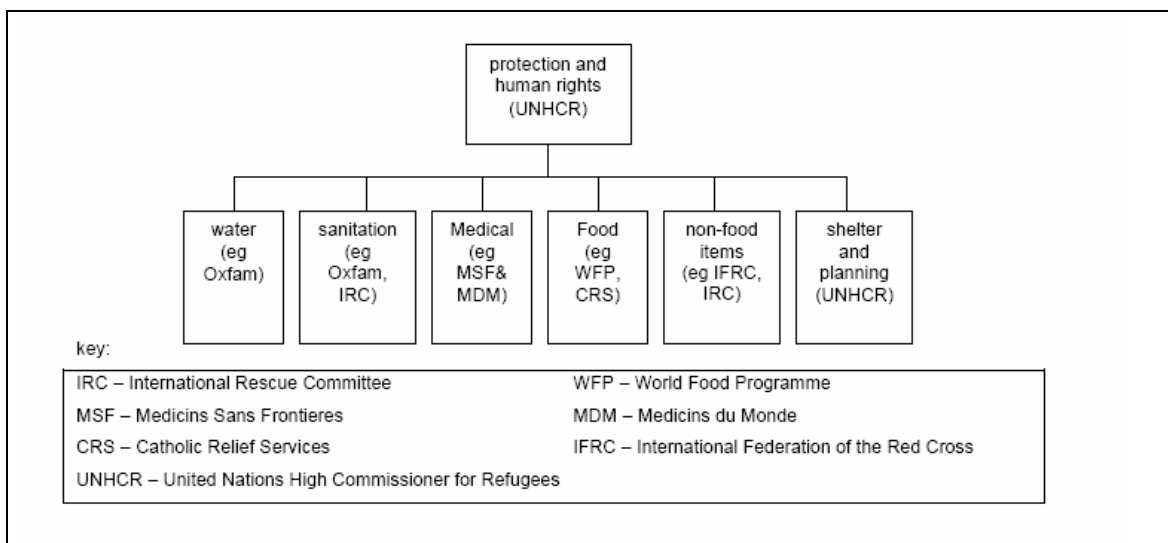 protection and
human rights
(UNHCR)
water
(eg
Oxfam)
sanitation
(eg
Oxfam,
IRC)
Medical
(eg
MSF&
MDM)
Food
(eg
WFP,
CRS)
non-food
items
(eg IFRC,
IRC)
shelter
and
planning
(UNHCR)
key:
IRC – International Rescue Committee
WFP – World Food Programme
MSF – Medicins Sans Frontieres
MDM – Medicins du Monde
CRS – Catholic Relief Services
IFRC – International Federation of the Red Cross
UNHCR – United Nations High Commissioner for Refugees